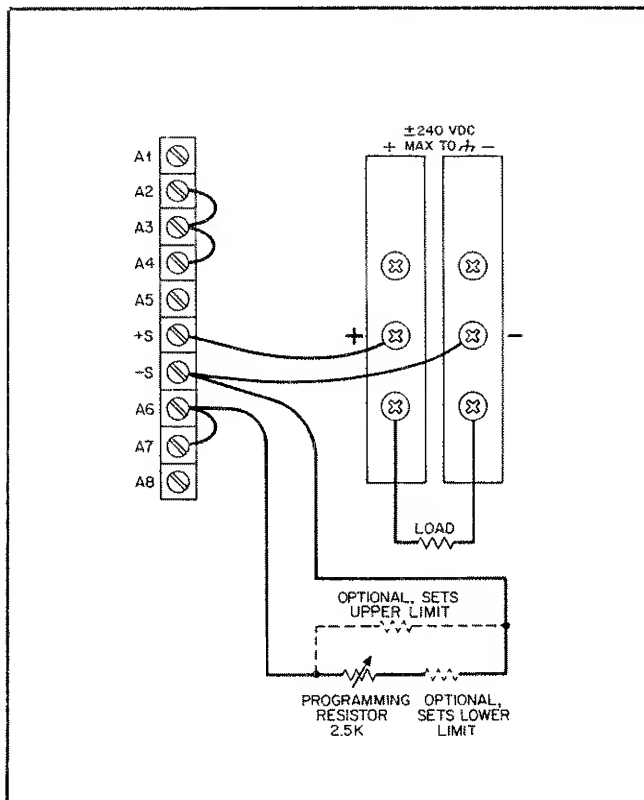 ±240 VDC
+ MAX TO ⏚ -
A1
A2
A3
A4
A5
+S
-S
A6
A7
A8
+
-
LOAD
OPTIONAL, SETS
UPPER LIMIT
PROGRAMMING
RESISTOR
2.5K
OPTIONAL,
SETS LOWER
LIMIT